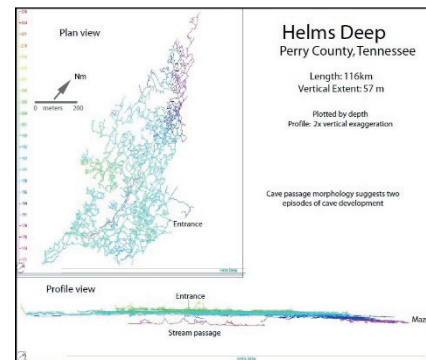 Helms Deep
Perry County, Tennessee
Length: 116km
Vertical Extent: 57 m
Plotted by depth
Profile: 2x vertical exaggeration
Cave passage morphology suggests two
episodes of cave development
Plan view
Nm
0 meters 200
Entrance
Profile view
Entrance
Stream passage
Maz